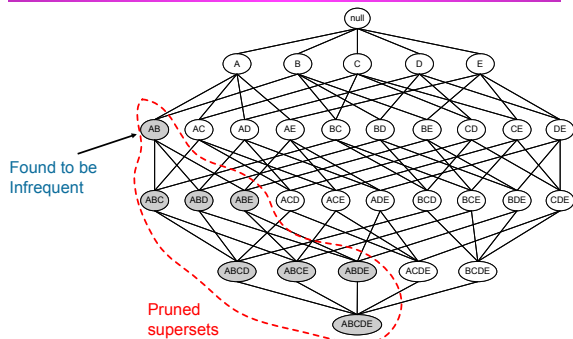 null
A B C D E
AB AC AD AE BC BD BE CD CE DE
Found to be
Infrequent
ABC ABD ABE ACD ACE ADE BCD BCE BDE CDE
ABCD ABCE ABDE ACDE BCDE
Pruned
supersets
ABCDE